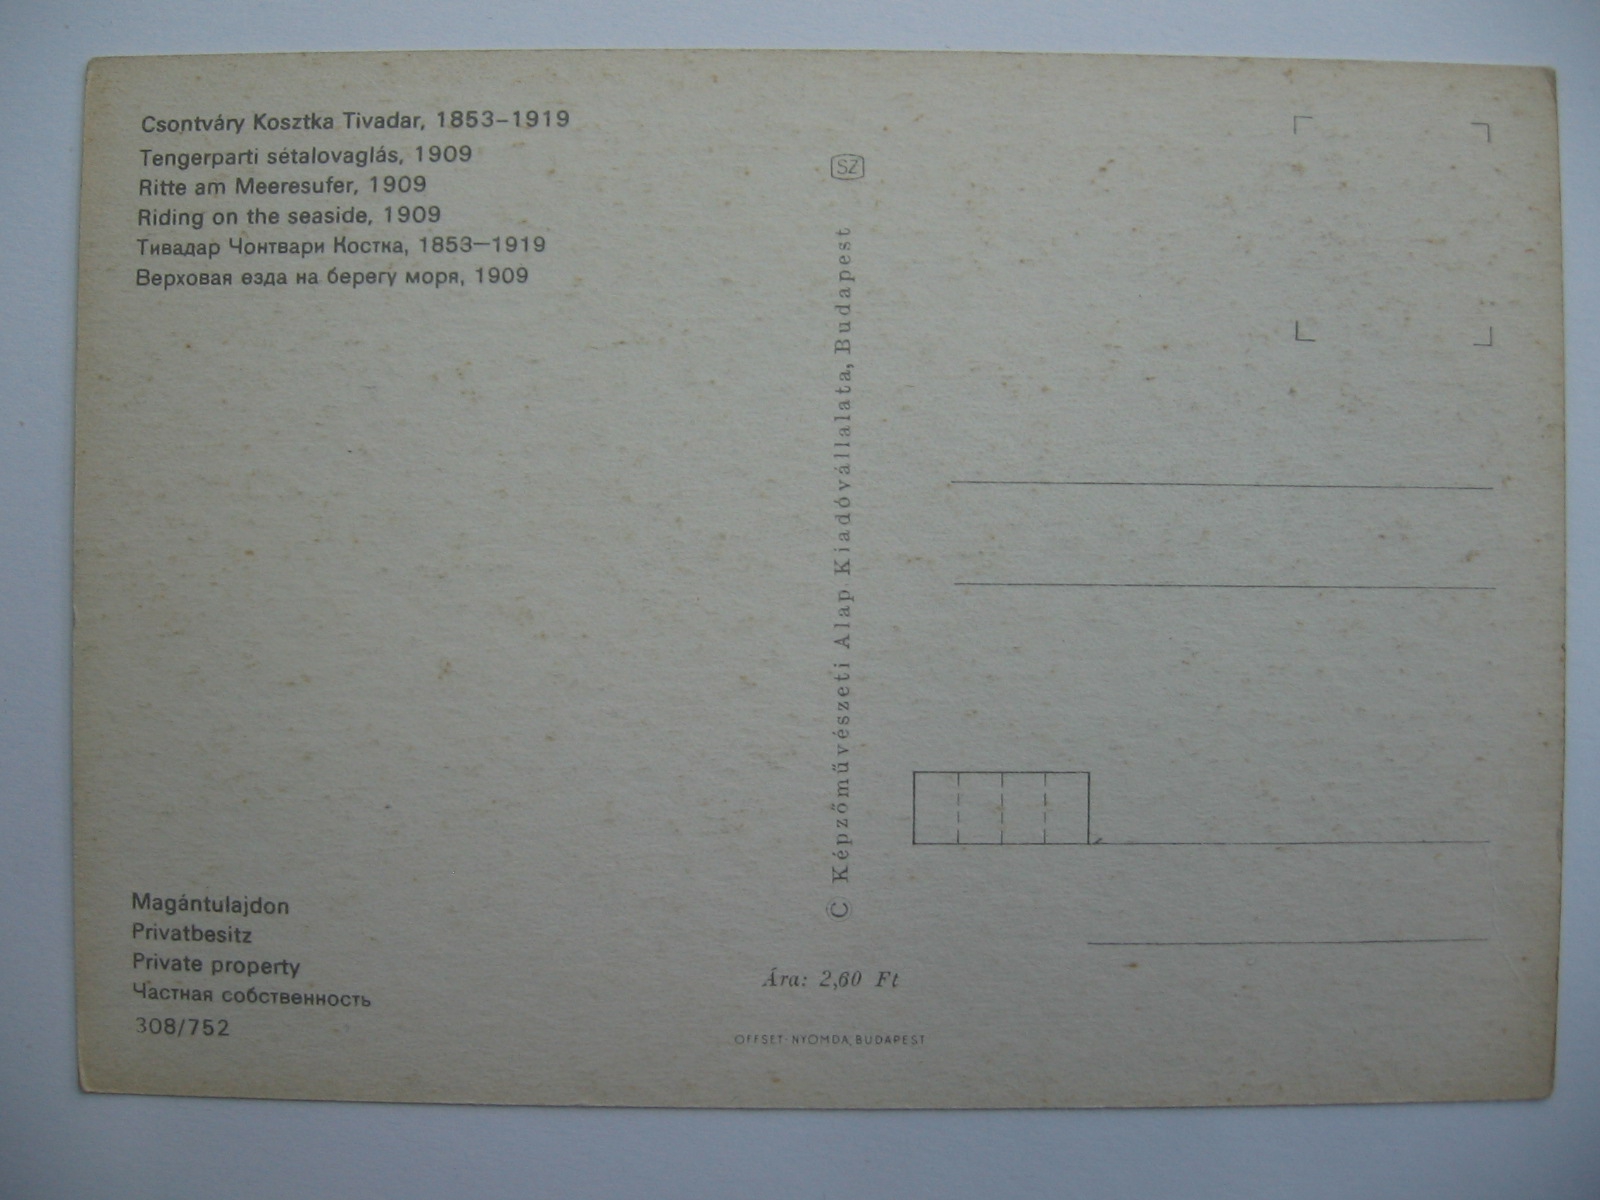 Csontváry Kosztka Tivadar, 1853–1919
Tengerparti sétalovaglás, 1909
Ritte am Meeresufer, 1909
Riding on the seaside, 1909
Тивадар Чонтвари Костка, 1853—1919
Верховая езда на берегу моря, 1909
Magántulajdon
Privatbesitz
Private property
Частная собственность
308/752
SZ
© Képzőművészeti Alap Kiadóvállalata, Budapest
Ára: 2,60 Ft
OFFSET-NYOMDA, BUDAPEST